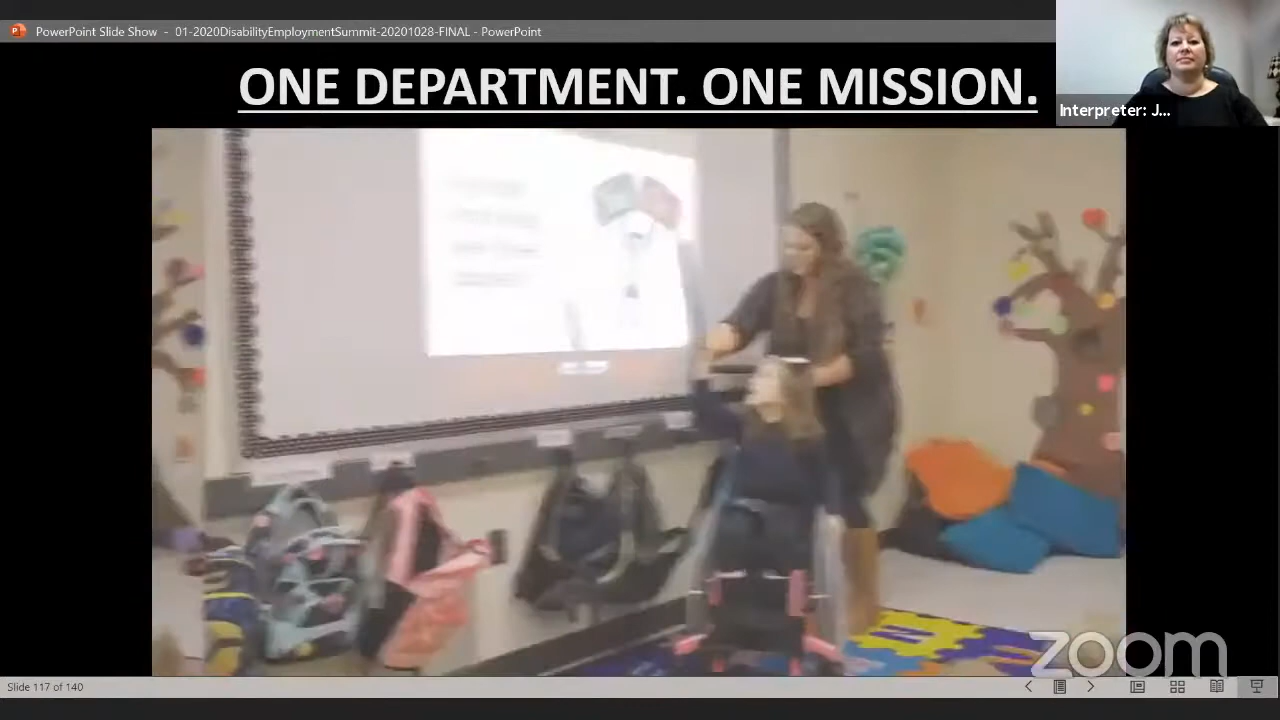 PowerPoint Slide Show - 01-2020DisabilityEmploymentSummit-20201028-FINAL - PowerPoint
ONE DEPARTMENT. ONE MISSION.
Interpreter: J...
zoom
Slide 117 of 140